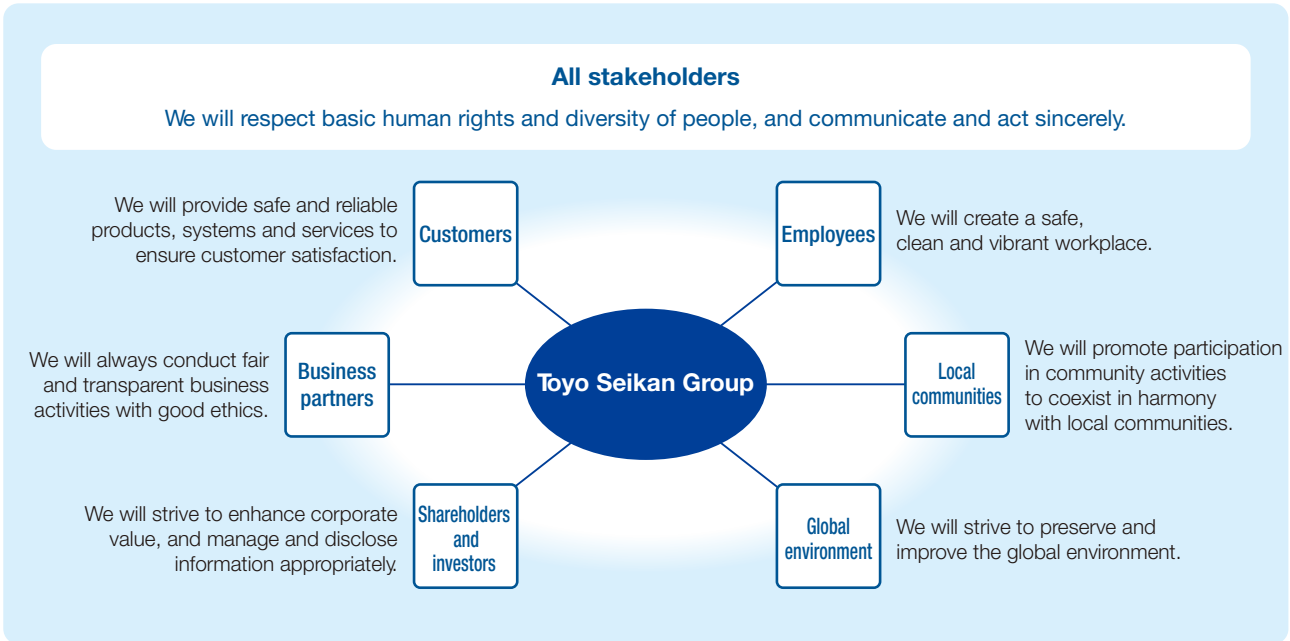 All stakeholders
We will respect basic human rights and diversity of people, and communicate and act sincerely.
We will provide safe and reliable
products, systems and services to
ensure customer satisfaction.
Customers
Employees
We will create a safe,
clean and vibrant workplace.
We will always conduct fair
and transparent business
activities with good ethics.
Business
partners
Toyo Seikan Group
Local
communities
We will promote participation
in community activities
to coexist in harmony
with local communities.
We will strive to enhance corporate
value, and manage and disclose
information appropriately.
Shareholders
and
investors
Global
environment
We will strive to preserve and
improve the global environment.